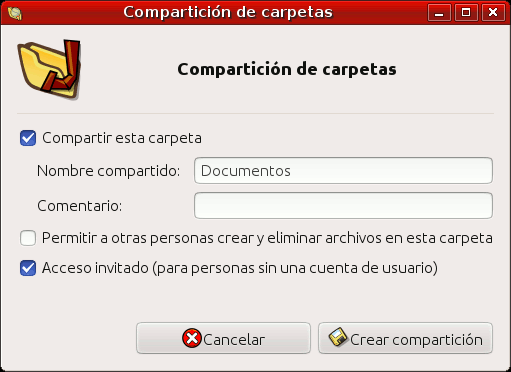 Compartición de carpetas
Compartición de carpetas
Compartir esta carpeta
Nombre compartido: Documentos
Comentario:
Permitir a otras personas crear y eliminar archivos en esta carpeta
Acceso invitado (para personas sin una cuenta de usuario)
Cancelar Crear compartición